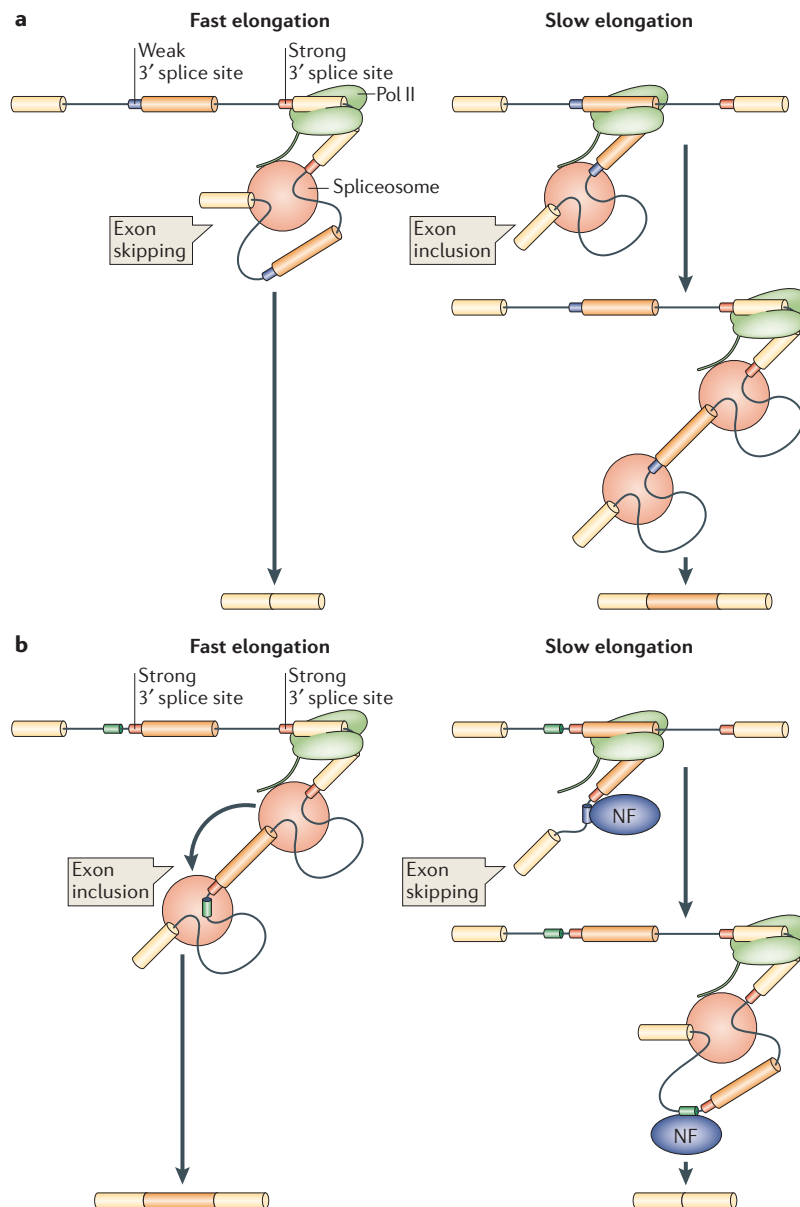 a
Fast elongation
Slow elongation
Weak
3′ splice site
Strong
3′ splice site
Pol II
Spliceosome
Exon
skipping
Exon
inclusion
b
Fast elongation
Slow elongation
Strong
3′ splice site
Strong
3′ splice site
NF
Exon
inclusion
Exon
skipping
NF